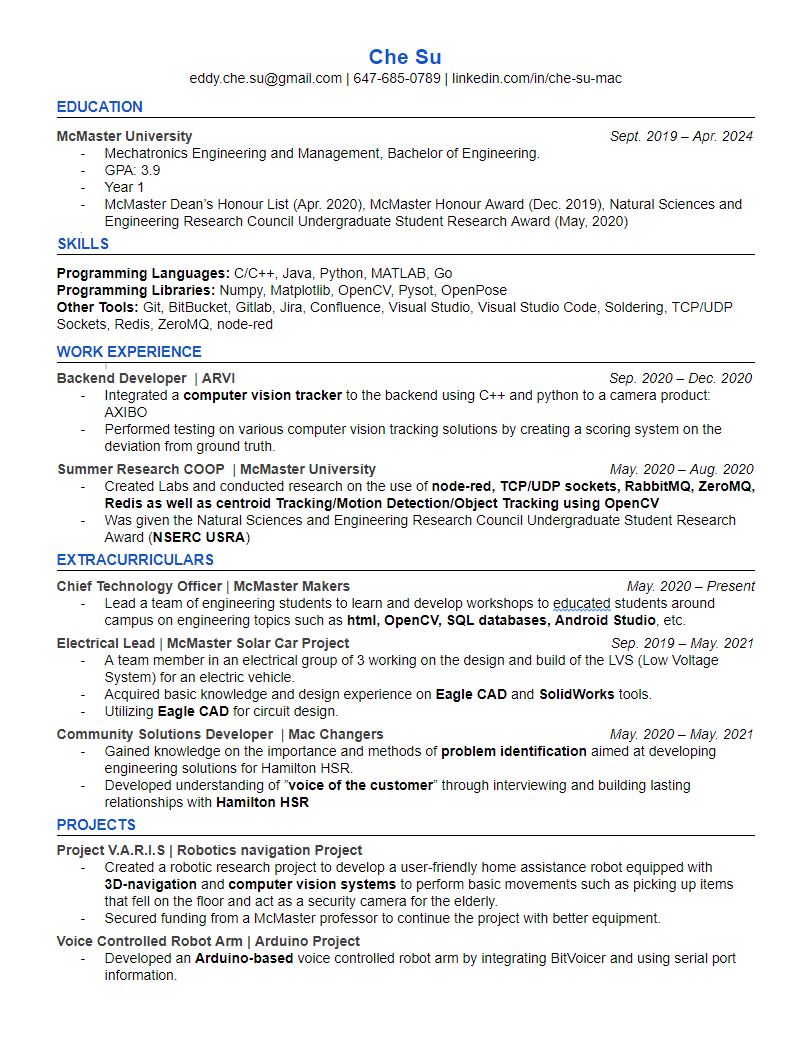 Che Su
eddy.che.su@gmail.com | 647-685-0789 | linkedin.com/in/che-su-mac
EDUCATION
McMaster University Sept. 2019 – Apr. 2024
- Mechatronics Engineering and Management, Bachelor of Engineering.
- GPA: 3.9
- Year 1
- McMaster Dean's Honour List (Apr. 2020), McMaster Honour Award (Dec. 2019), Natural Sciences and
Engineering Research Council Undergraduate Student Research Award (May, 2020)
SKILLS
Programming Languages: C/C++, Java, Python, MATLAB, Go
Programming Libraries: Numpy, Matplotlib, OpenCV, Pysot, OpenPose
Other Tools: Git, BitBucket, Gitlab, Jira, Confluence, Visual Studio, Visual Studio Code, Soldering, TCP/UDP
Sockets, Redis, ZeroMQ, node-red
WORK EXPERIENCE
Backend Developer | ARVI Sep. 2020 – Dec. 2020
- Integrated a computer vision tracker to the backend using C++ and python to a camera product:
AXIBO
- Performed testing on various computer vision tracking solutions by creating a scoring system on the
deviation from ground truth.
Summer Research COOP | McMaster University May. 2020 – Aug. 2020
- Created Labs and conducted research on the use of node-red, TCP/UDP sockets, RabbitMQ, ZeroMQ,
Redis as well as centroid Tracking/Motion Detection/Object Tracking using OpenCV
- Was given the Natural Sciences and Engineering Research Council Undergraduate Student Research
Award (NSERC USRA)
EXTRACURRICULARS
Chief Technology Officer | McMaster Makers May. 2020 – Present
- Lead a team of engineering students to learn and develop workshops to educated students around
campus on engineering topics such as html, OpenCV, SQL databases, Android Studio, etc.
Electrical Lead | McMaster Solar Car Project Sep. 2019 – May. 2021
- A team member in an electrical group of 3 working on the design and build of the LVS (Low Voltage
System) for an electric vehicle.
- Acquired basic knowledge and design experience on Eagle CAD and SolidWorks tools.
- Utilizing Eagle CAD for circuit design.
Community Solutions Developer | Mac Changers May. 2020 – May. 2021
- Gained knowledge on the importance and methods of problem identification aimed at developing
engineering solutions for Hamilton HSR.
- Developed understanding of "voice of the customer" through interviewing and building lasting
relationships with Hamilton HSR
PROJECTS
Project V.A.R.I.S | Robotics navigation Project
- Created a robotic research project to develop a user-friendly home assistance robot equipped with
3D-navigation and computer vision systems to perform basic movements such as picking up items
that fell on the floor and act as a security camera for the elderly.
- Secured funding from a McMaster professor to continue the project with better equipment.
Voice Controlled Robot Arm | Arduino Project
- Developed an Arduino-based voice controlled robot arm by integrating BitVoicer and using serial port
information.